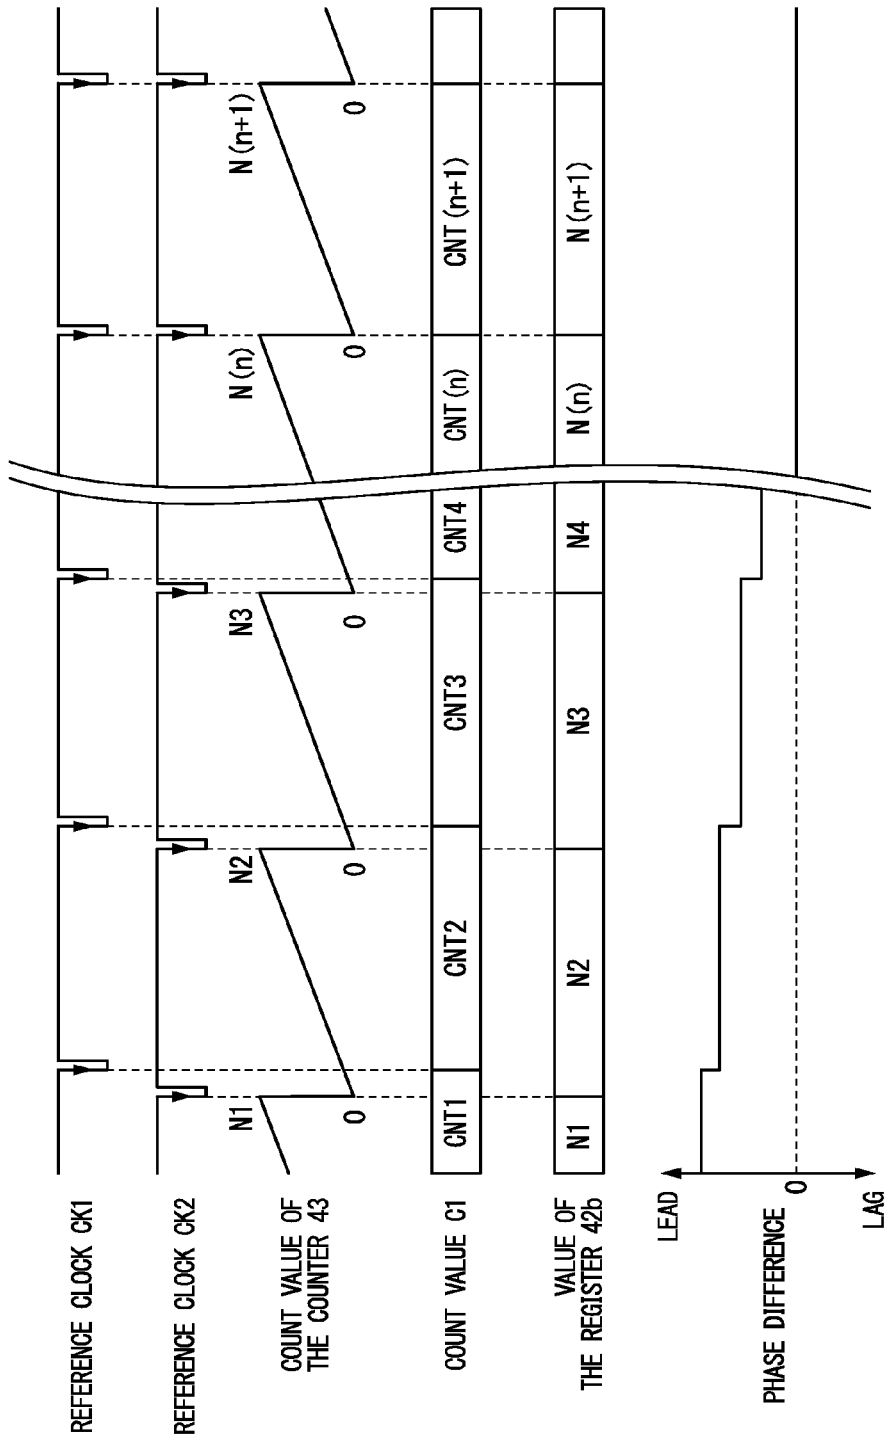 REFERENCE CLOCK CK1
REFERENCE CLOCK CK2
COUNT VALUE OF
THE COUNTER 43
N1
N2
N3
N(n)
N(n+1)
0
0
0
0
0
COUNT VALUE C1
CNT1
CNT2
CNT3
CNT4
CNT(n)
CNT(n+1)
VALUE OF
THE REGISTER 42b
N1
N2
N3
N4
N(n)
N(n+1)
LEAD
PHASE DIFFERENCE
0
LAG